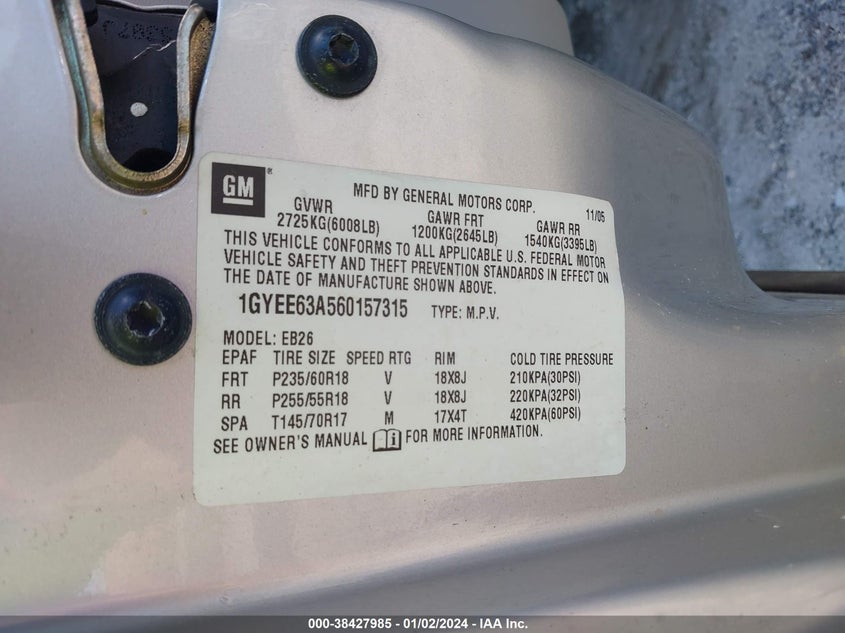 GM
MFD BY GENERAL MOTORS CORP. 11/05
GVWR GAWR FRT GAWR RR
2725KG(6008LB) 1200KG(2645LB) 1540KG(3395LB)
THIS VEHICLE CONFORMS TO ALL APPLICABLE U.S. FEDERAL MOTOR
VEHICLE SAFETY AND THEFT PREVENTION STANDARDS IN EFFECT ON
THE DATE OF MANUFACTURE SHOWN ABOVE.
1GYEE63A560157315 TYPE: M.P.V.
MODEL: EB26
EPAF TIRE SIZE SPEED RTG RIM COLD TIRE PRESSURE
FRT P235/60R18 V 18X8J 210KPA(30PSI)
RR P255/55R18 V 18X8J 220KPA(32PSI)
SPA T145/70R17 M 17X4T 420KPA(60PSI)
SEE OWNER'S MANUAL i FOR MORE INFORMATION.
000-38427985 - 01/02/2024 - IAA Inc.